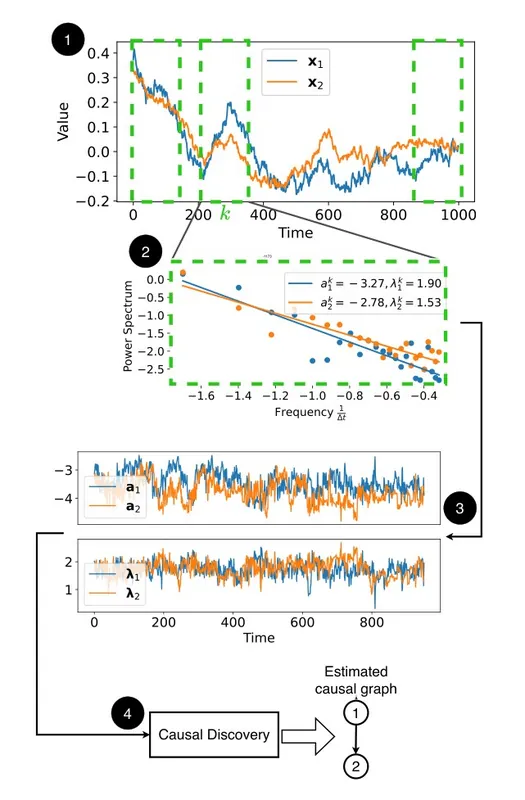 1
0.4
0.3
0.2
0.1
0.0
−0.1
−0.2
Value
x₁
x₂
0 200 400 600 800 1000
k
Time
2
0.0
−0.5
−1.0
−1.5
−2.0
−2.5
Power Spectrum
a₁ᵏ = −3.27, λ₁ᵏ = 1.90
a₂ᵏ = −2.78, λ₂ᵏ = 1.53
−1.6 −1.4 −1.2 −1.0 −0.8 −0.6 −0.4
Frequency 1/Δt
−3
−4
a₁
a₂
3
2
1
λ₁
λ₂
0 200 400 600 800
Time
Estimated
causal graph
4
Causal Discovery
1
2